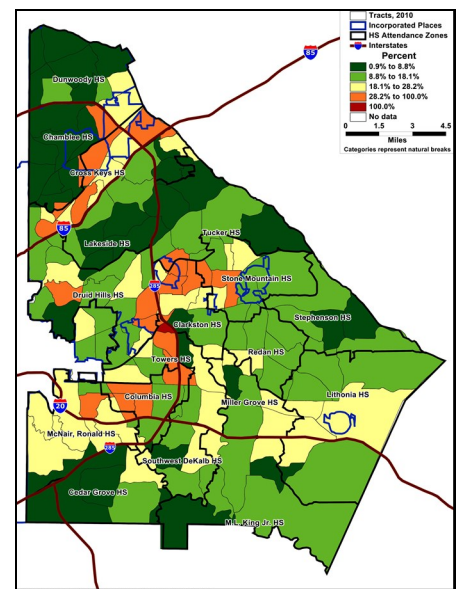 Tracts, 2010
Incorporated Places
HS Attendance Zones
Interstates
Percent
0.9% to 8.8%
8.8% to 18.1%
18.1% to 28.2%
28.2% to 100.0%
100.0%
No data
0 1.5 3 4.5
Miles
Categories represent natural breaks
85
Dunwoody HS
Chamblee HS
Cross Keys HS
85
Lakeside HS
Tucker HS
285
Stone Mountain HS
Druid Hills HS
Clarkston HS
Stephenson HS
Towers HS
Redan HS
Columbia HS
Miller Grove HS
Lithonia HS
20
McNair, Ronald HS
285
Southwest DeKalb HS
Cedar Grove HS
M.L. King Jr. HS